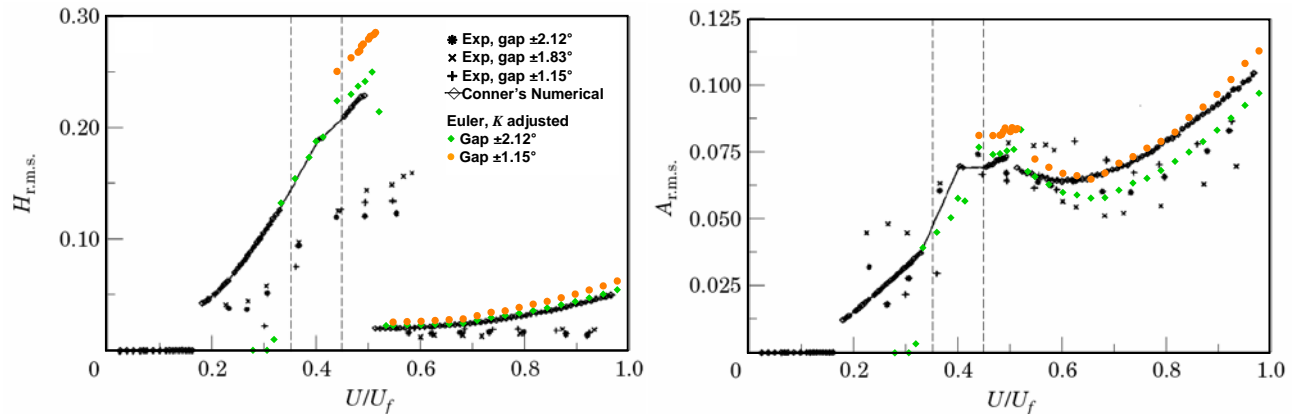 0.30
0.20
0.10
0
0.2
0.4
0.6
0.8
1.0
H r.m.s.
U/U_f
Exp, gap ±2.12°
Exp, gap ±1.83°
Exp, gap ±1.15°
Conner's Numerical
Euler, K adjusted
Gap ±2.12°
Gap ±1.15°
0.125
0.100
0.075
0.050
0.025
0
0.2
0.4
0.6
0.8
1.0
A r.m.s.
U/U_f